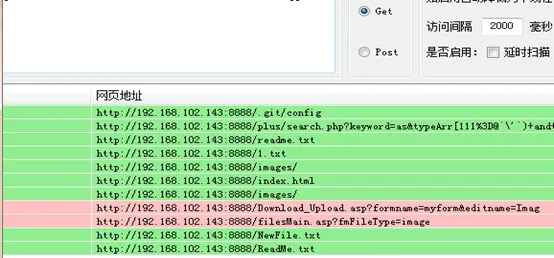 Get
访问间隔 2000 毫秒
Post
是否启用: 延时扫描
网页地址
http://192.168.102.143:8888/.git/config
http://192.168.102.143:8888/plus/search.php?keyword=as&typeArr[111%3D@`\'`)+and+
http://192.168.102.143:8888/readme.txt
http://192.168.102.143:8888/1.txt
http://192.168.102.143:8888/images/
http://192.168.102.143:8888/index.html
http://192.168.102.143:8888/images/
http://192.168.102.143:8888/Download_Upload.asp?formname=myform&editname=Imag
http://192.168.102.143:8888/filesMain.asp?fmFileType=image
http://192.168.102.143:8888/NewFile.txt
http://192.168.102.143:8888/ReadMe.txt